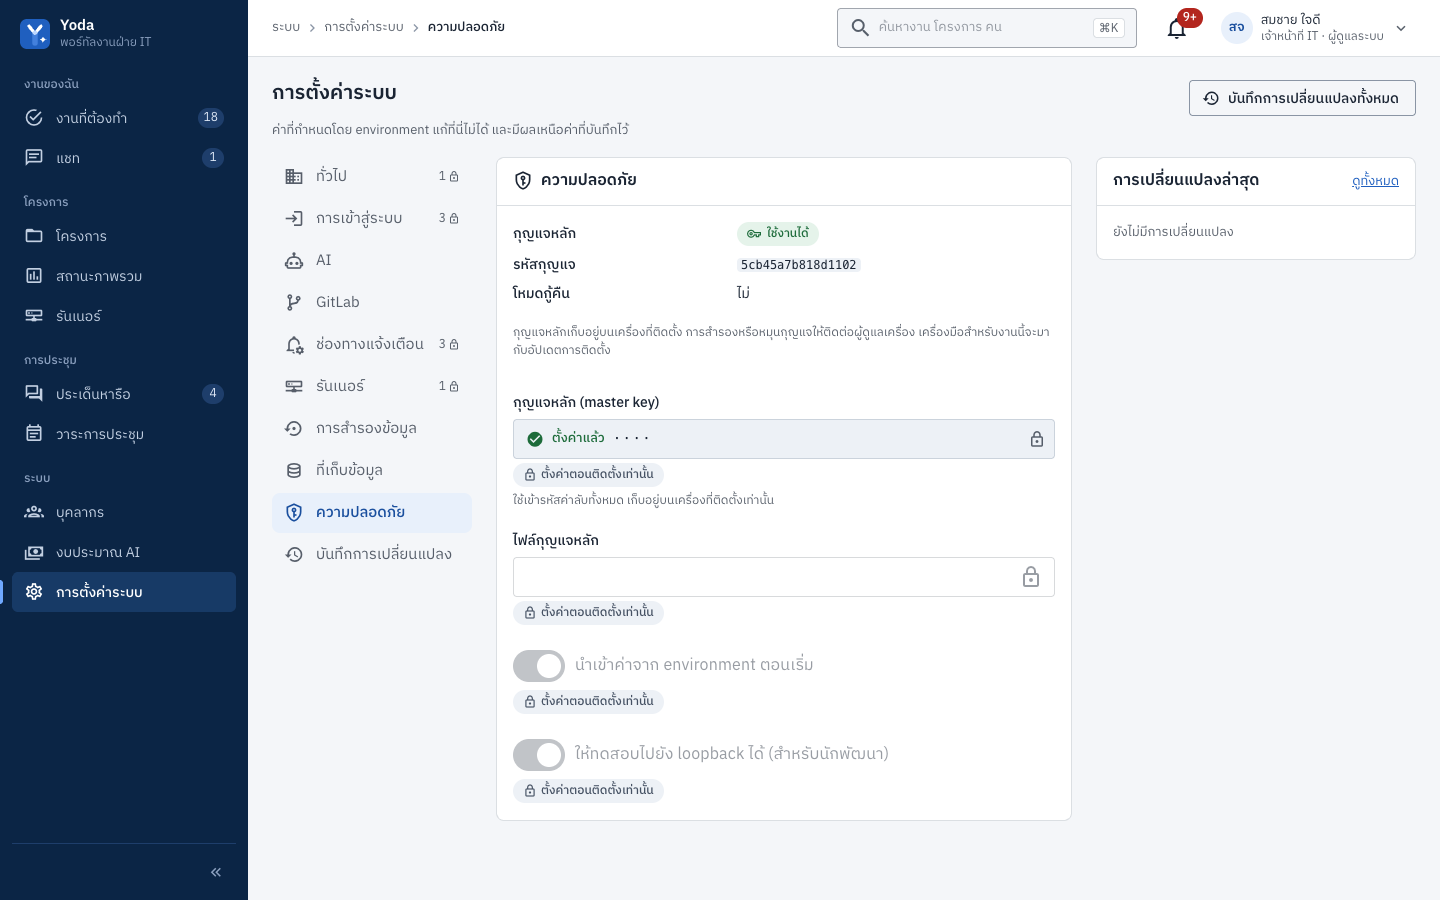 Yoda
พอร์ทัลงานฝ่าย IT
งานของฉัน
งานที่ต้องทำ 18
แชท 1
โครงการ
โครงการ
สถานะภาพรวม
รันเนอร์
การประชุม
ประเด็นหารือ 4
วาระการประชุม
ระบบ
บุคลากร
งบประมาณ AI
การตั้งค่าระบบ
«
ระบบ > การตั้งค่าระบบ > ความปลอดภัย
ค้นหางาน โครงการ คน ⌘K
9+
สจ
สมชาย ใจดี
เจ้าหน้าที่ IT · ผู้ดูแลระบบ
การตั้งค่าระบบ
บันทึกการเปลี่ยนแปลงทั้งหมด
ค่าที่กำหนดโดย environment แก้ที่นี่ไม่ได้ และมีผลเหนือค่าที่บันทึกไว้
ทั่วไป 1
การเข้าสู่ระบบ 3
AI
GitLab
ช่องทางแจ้งเตือน 3
รันเนอร์ 1
การสำรองข้อมูล
ที่เก็บข้อมูล
ความปลอดภัย
บันทึกการเปลี่ยนแปลง
ความปลอดภัย
กุญแจหลัก ใช้งานได้
รหัสกุญแจ 5cb45a7b818d1102
โหมดกู้คืน ไม่
กุญแจหลักเก็บอยู่บนเครื่องที่ติดตั้ง การสำรองหรือหมุนกุญแจให้ติดต่อผู้ดูแลเครื่อง เครื่องมือสำหรับงานนี้จะมา
กับอัปเดตการติดตั้ง
กุญแจหลัก (master key)
ตั้งค่าแล้ว ····
ตั้งค่าตอนติดตั้งเท่านั้น
ใช้เข้ารหัสค่าลับทั้งหมด เก็บอยู่บนเครื่องที่ติดตั้งเท่านั้น
ไฟล์กุญแจหลัก
ตั้งค่าตอนติดตั้งเท่านั้น
นำเข้าค่าจาก environment ตอนเริ่ม
ตั้งค่าตอนติดตั้งเท่านั้น
ให้ทดสอบไปยัง loopback ได้ (สำหรับนักพัฒนา)
ตั้งค่าตอนติดตั้งเท่านั้น
การเปลี่ยนแปลงล่าสุด ดูทั้งหมด
ยังไม่มีการเปลี่ยนแปลง